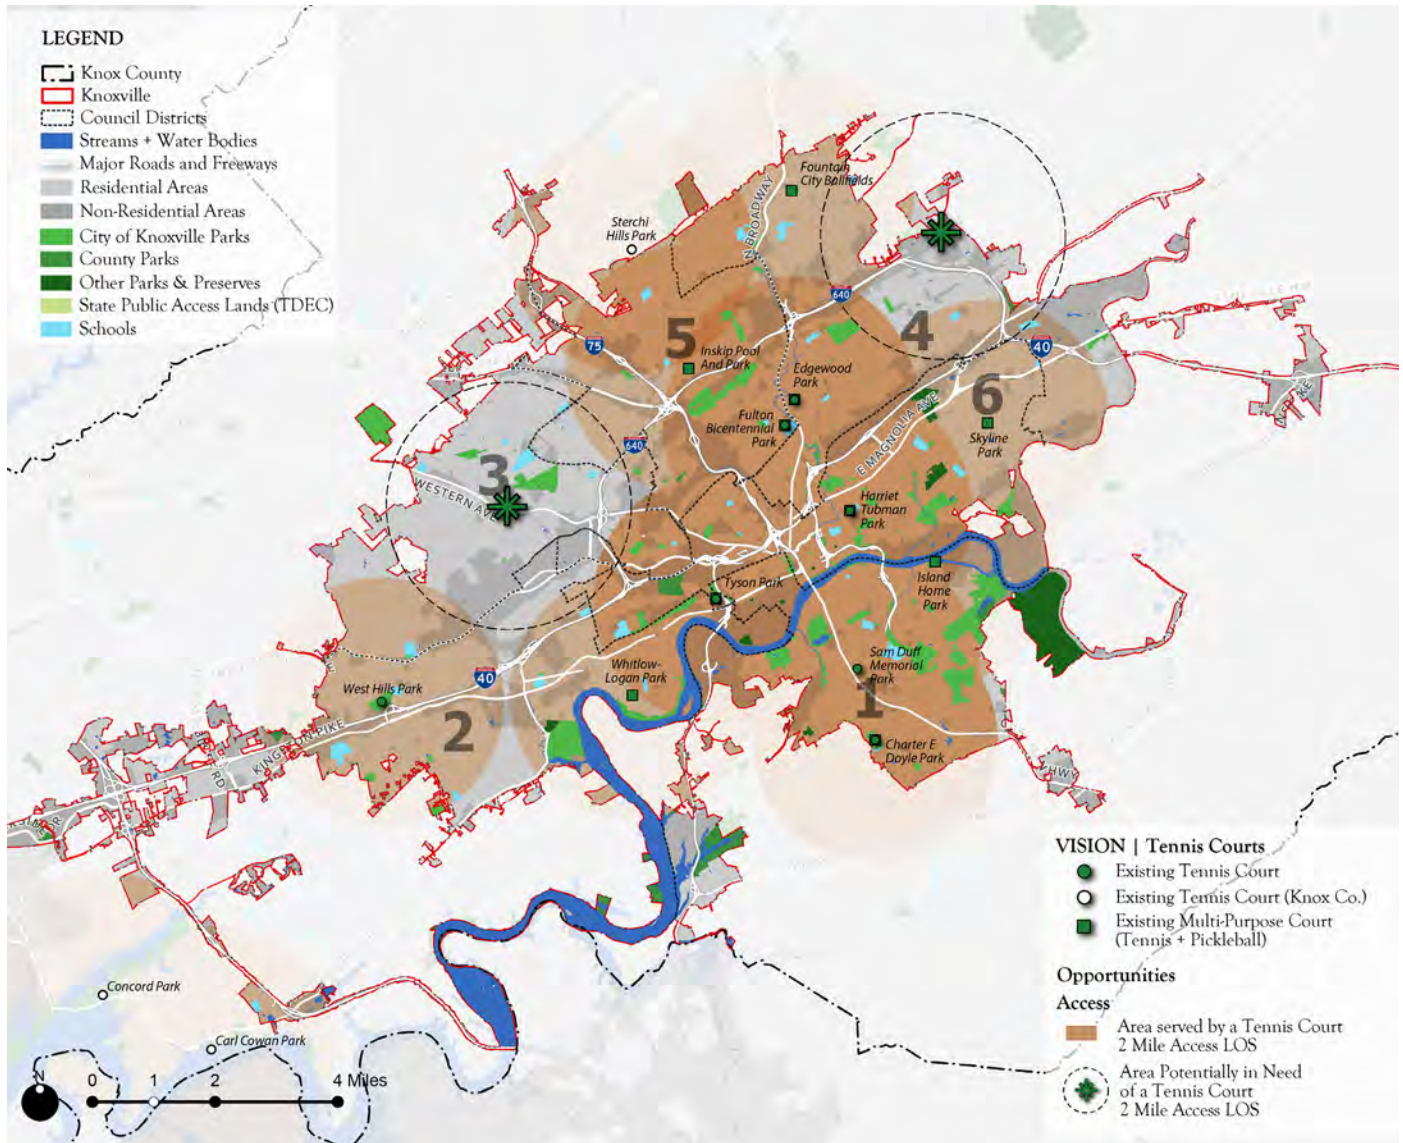 LEGEND
Knox County
Knoxville
Council Districts
Streams + Water Bodies
Major Roads and Freeways
Residential Areas
Non-Residential Areas
City of Knoxville Parks
County Parks
Other Parks & Preserves
State Public Access Lands (TDEC)
Schools
Fountain
City Ballfields
N BROADWAY
Sterchi
Hills Park
640
4
75
5
Inskip Pool
And Park
40
Edgewood
Park
6
Fulton
Bicentennial
Park
E MAGNOLIA AVE
Skyline
Park
640
3
WESTERN AVE
Harriet
Tubman
Park
Tyson Park
Island
Home
Park
Whitlow-
Logan Park
Sam Duff
Memorial
Park
40
West Hills Park
1
2
KINGSTON PIKE
RD
Charter E
Doyle Park
HWY
Concord Park
Carl Cowan Park
N
0 1 2 4 Miles
VISION | Tennis Courts
Existing Tennis Court
Existing Tennis Court (Knox Co.)
Existing Multi-Purpose Court
(Tennis + Pickleball)
Opportunities
Access
Area served by a Tennis Court
2 Mile Access LOS
Area Potentially in Need
of a Tennis Court
2 Mile Access LOS